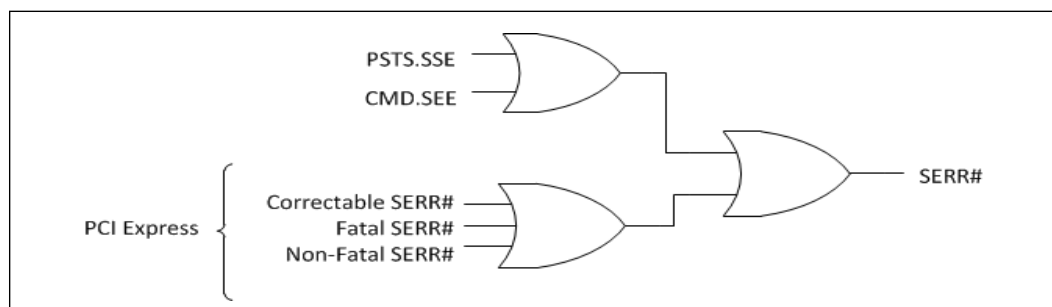 PSTS.SSE
CMD.SEE
SERR#
PCI Express
Correctable SERR#
Fatal SERR#
Non-Fatal SERR#